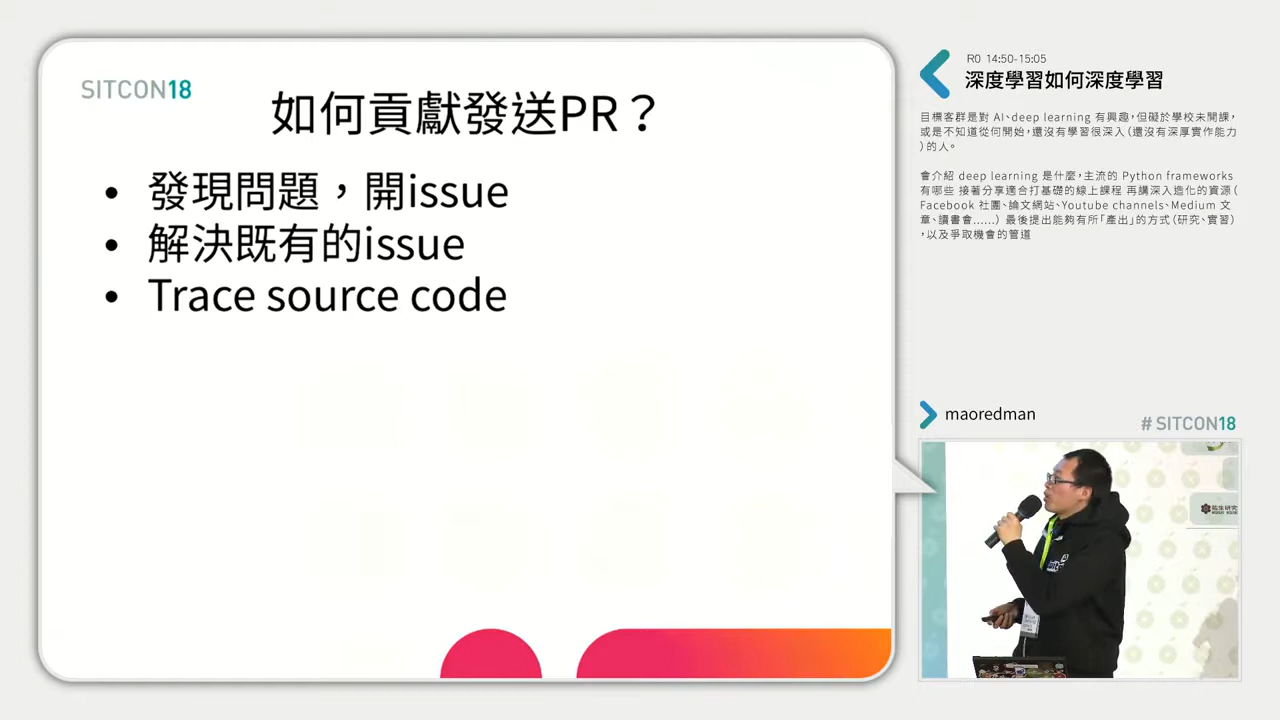 SITCON18
如何貢獻發送PR？
• 發現問題，開issue
• 解決既有的issue
• Trace source code
R0 14:50-15:05
深度學習如何深度學習
目標客群是對 AI、deep learning 有興趣，但礙於學校未開課，
或是不知道從何開始，還沒有學習很深入（還沒有深厚實作能力
）的人。
會介紹 deep learning 是什麼，主流的 Python frameworks
有哪些 接著分享適合打基礎的線上課程 再講深入造化的資源（
Facebook 社團、論文網站、Youtube channels、Medium 文
章、讀書會......） 最後提出能夠有所「產出」的方式（研究、實習）
，以及爭取機會的管道
maoredman
# SITCON18